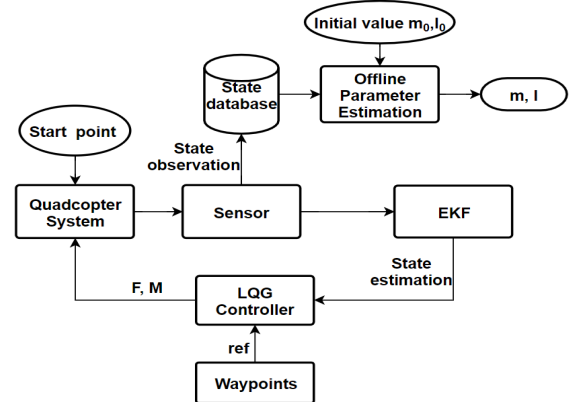 Initial value m₀,I₀
State
database
Offline
Parameter
Estimation
m, I
Start point
State
observation
Quadcopter
System
Sensor
EKF
State
estimation
F, M
LQG
Controller
ref
Waypoints